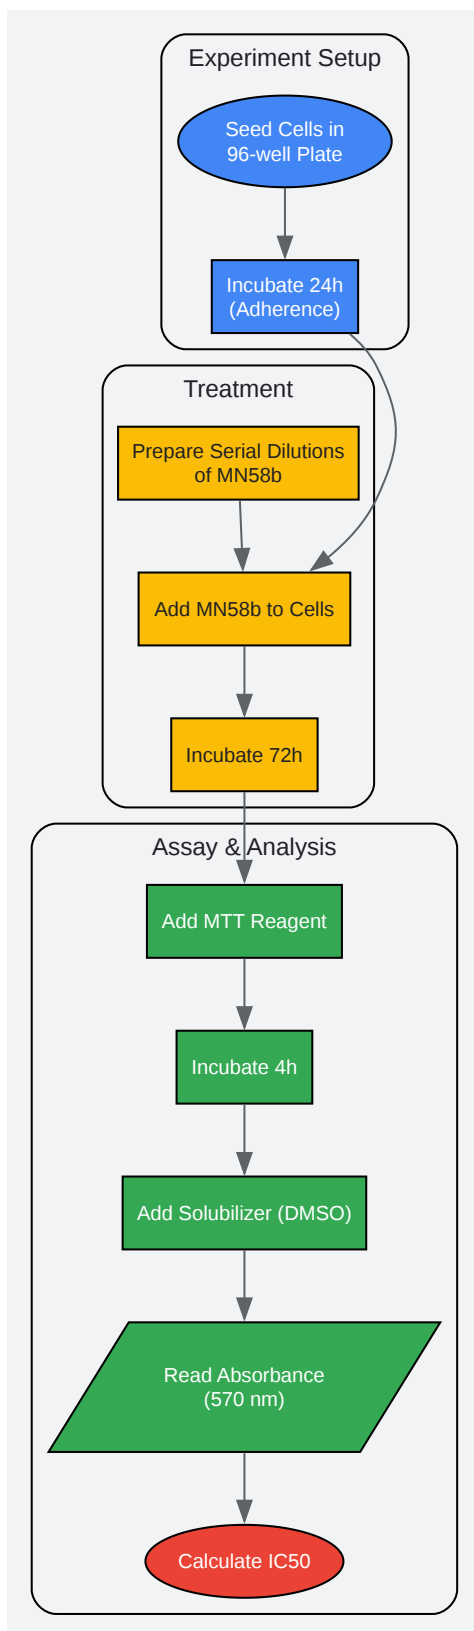 Experiment Setup
Seed Cells in
96-well Plate
Incubate 24h
(Adherence)
Treatment
Prepare Serial Dilutions
of MN58b
Add MN58b to Cells
Incubate 72h
Assay & Analysis
Add MTT Reagent
Incubate 4h
Add Solubilizer (DMSO)
Read Absorbance
(570 nm)
Calculate IC50